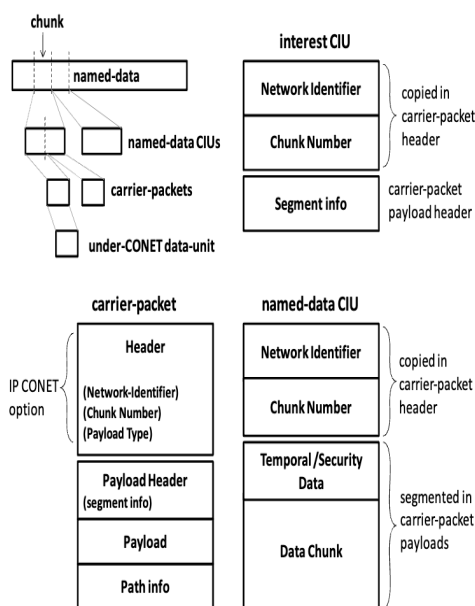 chunk
named-data
named-data CIUs
carrier-packets
under-CONET data-unit
interest CIU
Network Identifier
Chunk Number
Segment info
copied in
carrier-packet
header
carrier-packet
payload header
carrier-packet
Header
(Network-Identifier)
(Chunk Number)
(Payload Type)
IP CONET
option
Payload Header
(segment info)
Payload
Path info
named-data CIU
Network Identifier
Chunk Number
Temporal /Security
Data
Data Chunk
copied in
carrier-packet
header
segmented in
carrier-packet
payloads